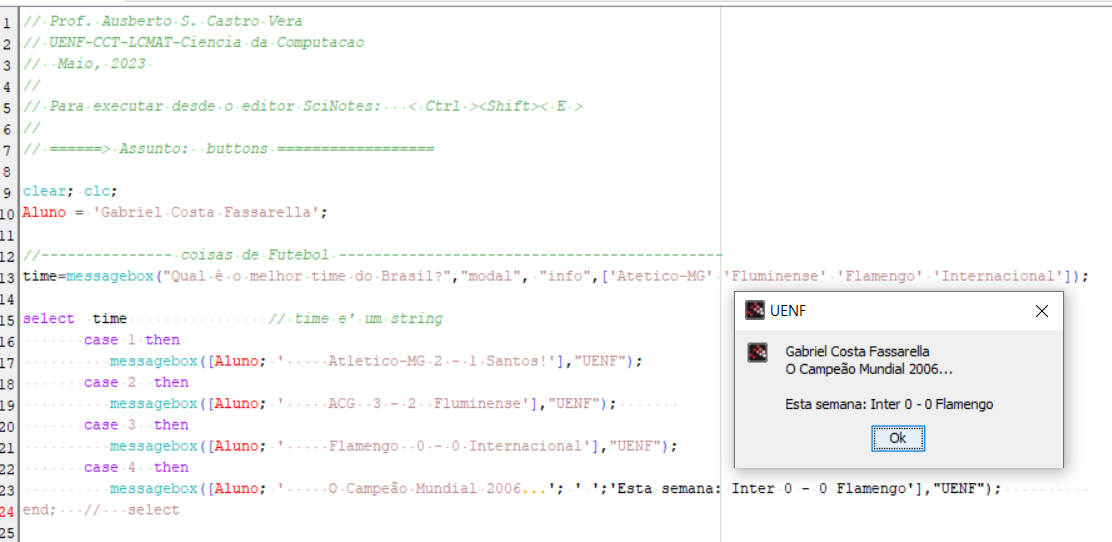 1 // Prof. Ausberto S. Castro Vera
2 // UENF-CCT-LCMAT-Ciencia da Computacao
3 // Maio, 2023
4 //
5 // Para executar desde o editor SciNotes: < Ctrl ><Shift>< E >
6 //
7 // ======> Assunto: buttons ==================
8
9 clear; clc;
10 Aluno = 'Gabriel Costa Fassarella';
11
12 //--------------- coisas de Futebol --------------------------------------------
13 time=messagebox("Qual é o melhor time do Brasil?","modal", "info",['Atetico-MG' 'Fluminense' 'Flamengo' 'Internacional']);
14
15 select time // time e' um string
16 case 1 then
17 messagebox([Aluno; ' Atletico-MG 2 - 1 Santos!'],"UENF");
18 case 2 then
19 messagebox([Aluno; ' ACG 3 - 2 Fluminense'],"UENF");
20 case 3 then
21 messagebox([Aluno; ' Flamengo 0 - 0 Internacional'],"UENF");
22 case 4 then
23 messagebox([Aluno; ' O Campeão Mundial 2006...'; ' ';'Esta semana: Inter 0 - 0 Flamengo'],"UENF");
24 end; // select
25
UENF
Gabriel Costa Fassarella
O Campeão Mundial 2006...
Esta semana: Inter 0 - 0 Flamengo
Ok